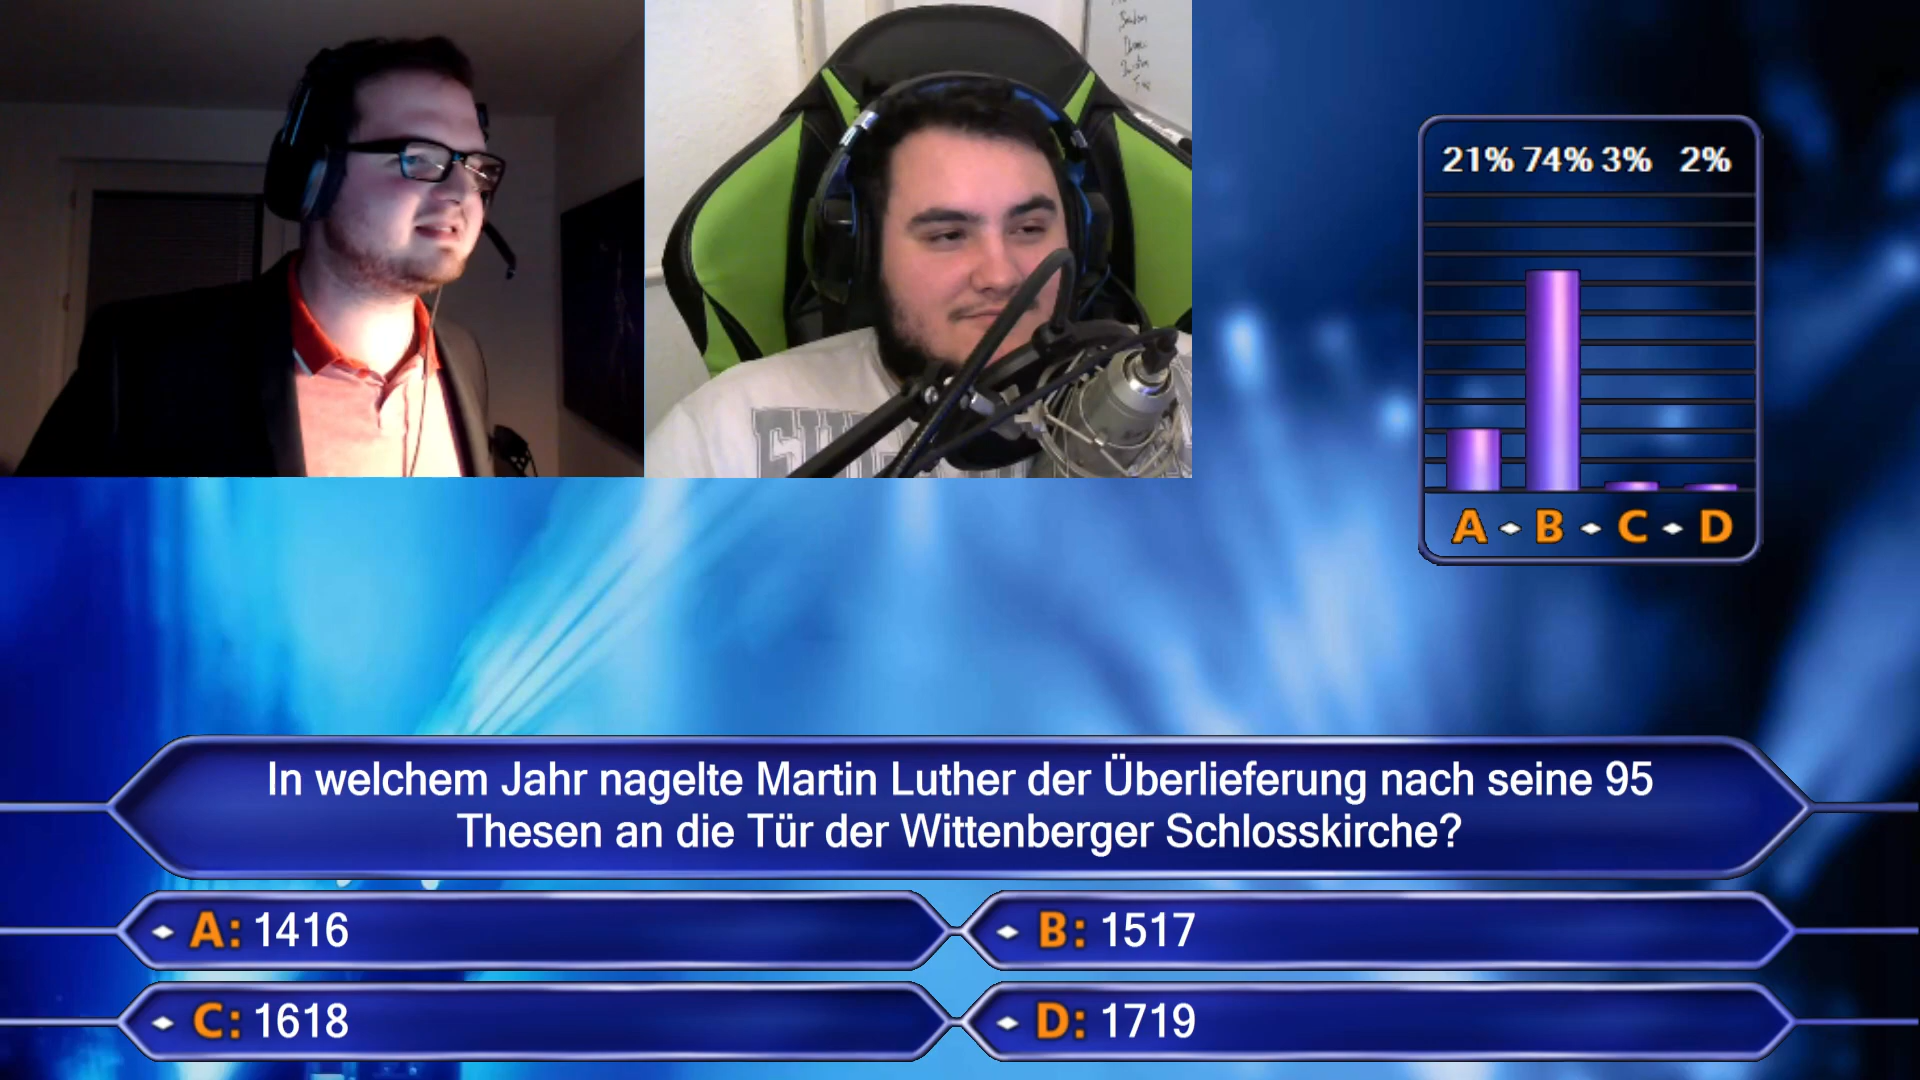 21% 74% 3% 2%
A B C D
In welchem Jahr nagelte Martin Luther der Überlieferung nach seine 95
Thesen an die Tür der Wittenberger Schlosskirche?
A: 1416
B: 1517
C: 1618
D: 1719